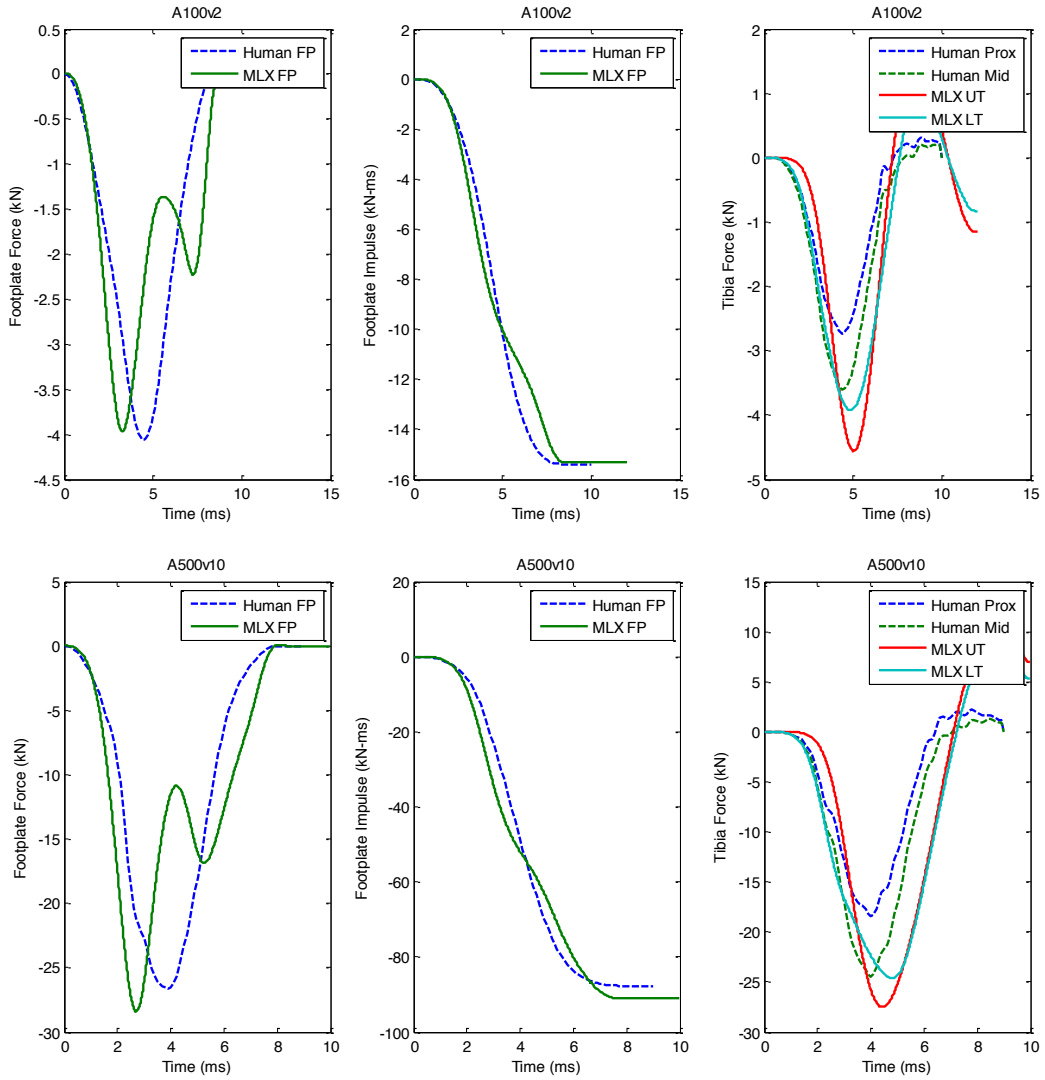 A100v2
Footplate Force (kN)
0.5
0
-0.5
-1
-1.5
-2
-2.5
-3
-3.5
-4
-4.5
0 5 10 15
Time (ms)
Human FP
MLX FP
A100v2
Footplate Impulse (kN-ms)
2
0
-2
-4
-6
-8
-10
-12
-14
-16
0 5 10 15
Time (ms)
Human FP
MLX FP
A100v2
Tibia Force (kN)
2
1
0
-1
-2
-3
-4
-5
0 5 10 15
Time (ms)
Human Prox
Human Mid
MLX UT
MLX LT
A500v10
Footplate Force (kN)
5
0
-5
-10
-15
-20
-25
-30
0 2 4 6 8 10
Time (ms)
Human FP
MLX FP
A500v10
Footplate Impulse (kN-ms)
20
0
-20
-40
-60
-80
-100
0 2 4 6 8 10
Time (ms)
Human FP
MLX FP
A500v10
Tibia Force (kN)
15
10
5
0
-5
-10
-15
-20
-25
-30
0 2 4 6 8 10
Time (ms)
Human Prox
Human Mid
MLX UT
MLX LT